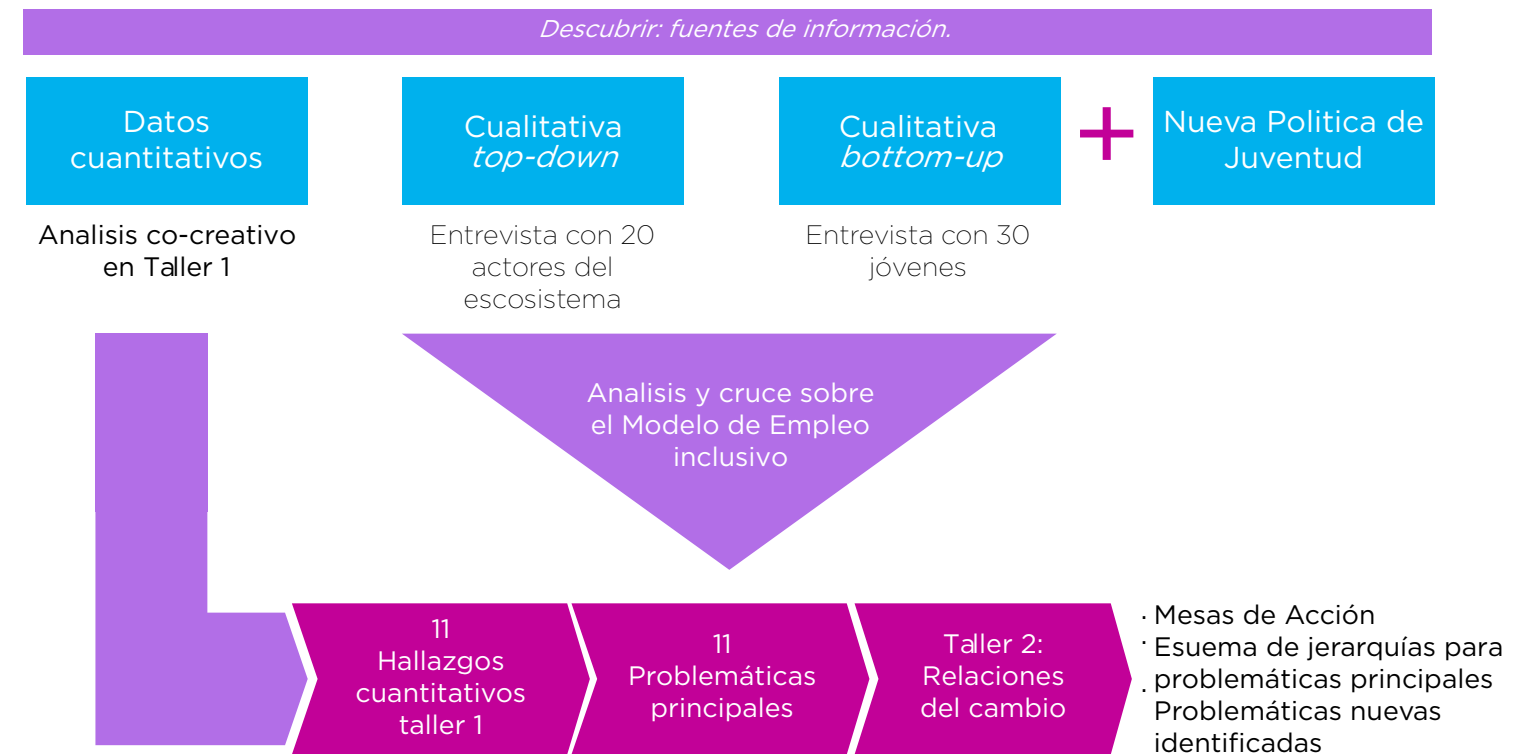 Descubrir: fuentes de información.
Datos
cuantitativos
Cualitativa
top-down
Cualitativa
bottom-up
+
Nueva Politica de
Juventud
Analisis co-creativo
en Taller 1
Entrevista con 20
actores del
escosistema
Entrevista con 30
jóvenes
Analisis y cruce sobre
el Modelo de Empleo
inclusivo
11
Hallazgos
cuantitativos
taller 1
11
Problemáticas
principales
Taller 2:
Relaciones
del cambio
· Mesas de Acción
· Esuema de jerarquías para
problemáticas principales
· Problemáticas nuevas
identificadas